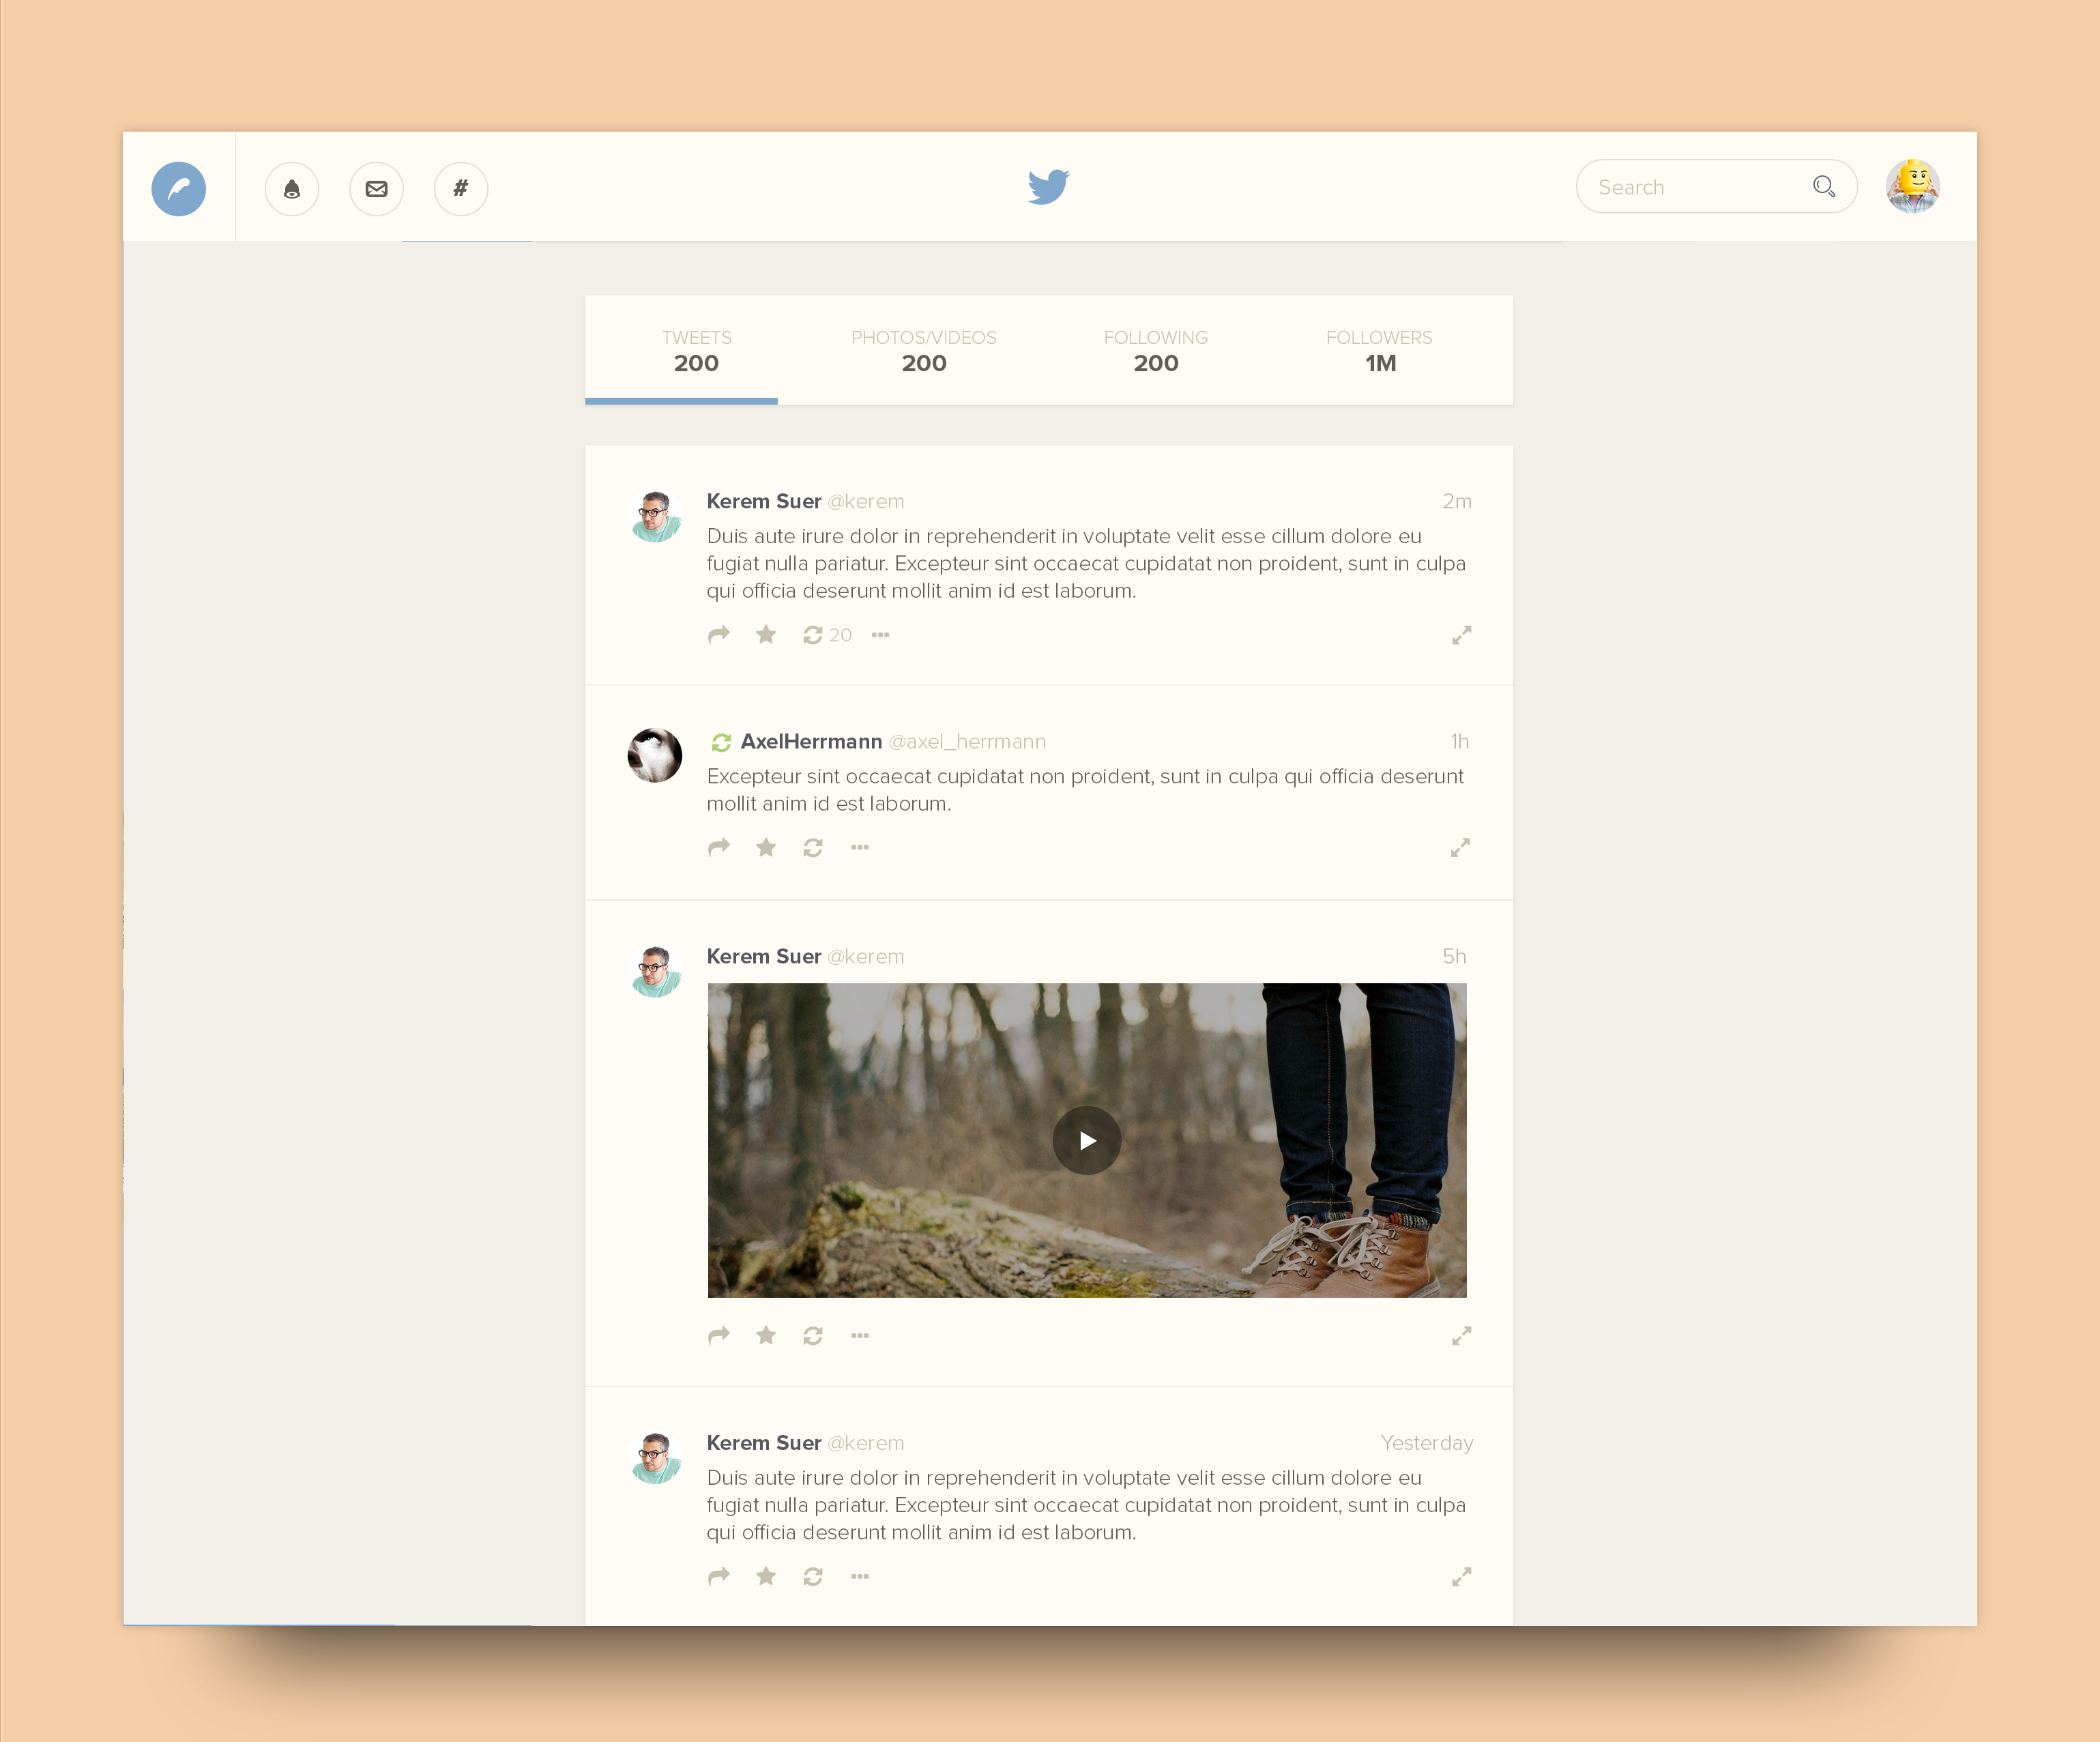 #
Search
TWEETS
200
PHOTOS/VIDEOS
200
FOLLOWING
200
FOLLOWERS
1M
Kerem Suer @kerem 2m
Duis aute irure dolor in reprehenderit in voluptate velit esse cillum dolore eu
fugiat nulla pariatur. Excepteur sint occaecat cupidatat non proident, sunt in culpa
qui officia deserunt mollit anim id est laborum.
20
AxelHerrmann @axel_herrmann 1h
Excepteur sint occaecat cupidatat non proident, sunt in culpa qui officia deserunt
mollit anim id est laborum.
Kerem Suer @kerem 5h
Kerem Suer @kerem Yesterday
Duis aute irure dolor in reprehenderit in voluptate velit esse cillum dolore eu
fugiat nulla pariatur. Excepteur sint occaecat cupidatat non proident, sunt in culpa
qui officia deserunt mollit anim id est laborum.